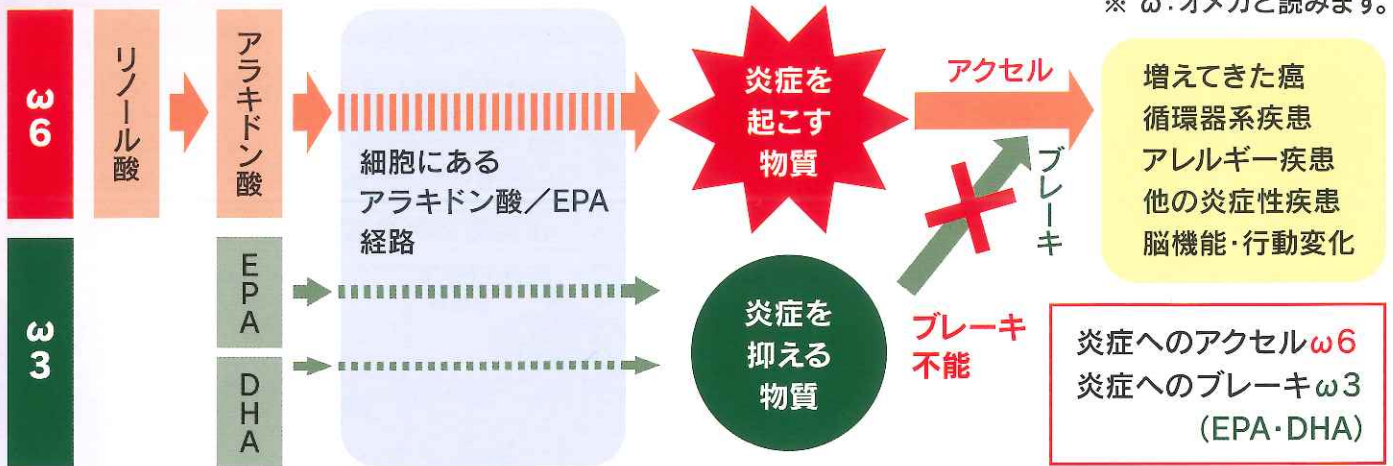 ※ ω:オメガと読みます。
ω6
リノール酸
アラキドン酸
細胞にある
アラキドン酸/EPA
経路
炎症を
起こす
物質
アクセル
ブレーキ
増えてきた癌
循環器系疾患
アレルギー疾患
他の炎症性疾患
脳機能・行動変化
ω3
EPA
DHA
炎症を
抑える
物質
ブレーキ
不能
炎症へのアクセルω6
炎症へのブレーキω3
(EPA・DHA)